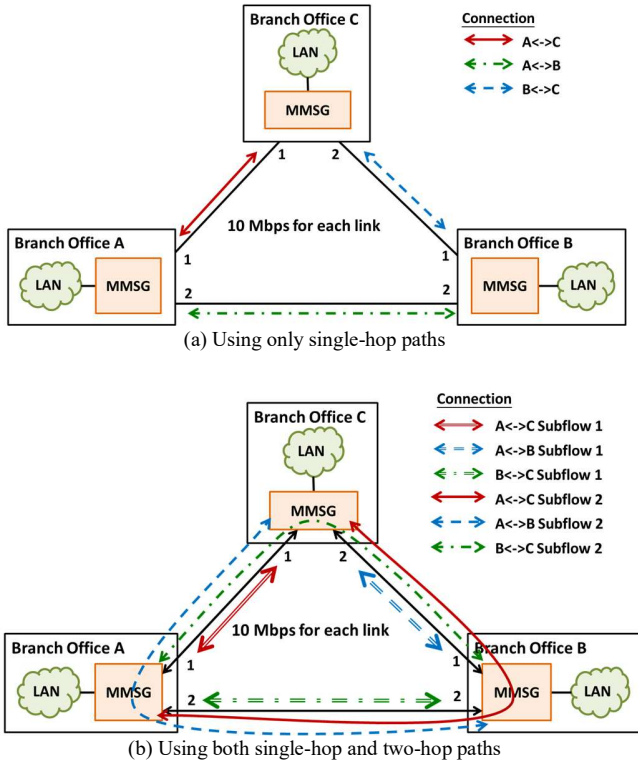 Branch Office C
LAN
MMSG
1
2
Connection
A<->C
A<->B
B<->C
10 Mbps for each link
Branch Office A
LAN
MMSG
1
2
Branch Office B
1
2
MMSG
LAN
(a) Using only single-hop paths
Branch Office C
LAN
MMSG
1
2
Connection
A<->C Subflow 1
A<->B Subflow 1
B<->C Subflow 1
A<->C Subflow 2
A<->B Subflow 2
B<->C Subflow 2
10 Mbps for each link
Branch Office A
LAN
MMSG
1
2
Branch Office B
1
2
MMSG
LAN
(b) Using both single-hop and two-hop paths